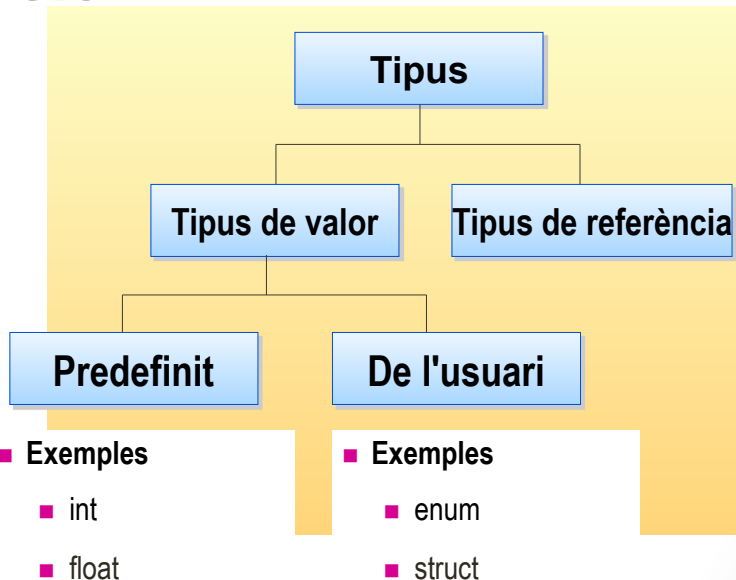 Tipus
Tipus de valor
Tipus de referència
Predefinit
De l'usuari
Exemples
int
float
Exemples
enum
struct